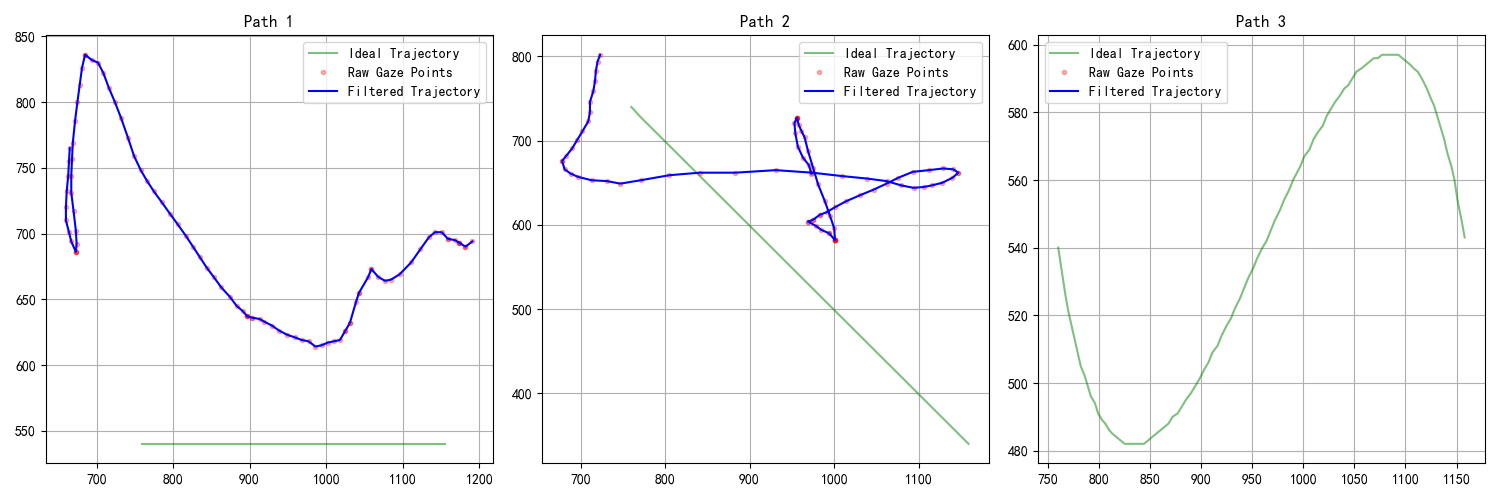 Path 1
850
800
750
700
650
600
550
700 800 900 1000 1100 1200
Ideal Trajectory
Raw Gaze Points
Filtered Trajectory
Path 2
800
700
600
500
400
700 800 900 1000 1100
Ideal Trajectory
Raw Gaze Points
Filtered Trajectory
Path 3
600
580
560
540
520
500
480
750 800 850 900 950 1000 1050 1100 1150
Ideal Trajectory
Raw Gaze Points
Filtered Trajectory